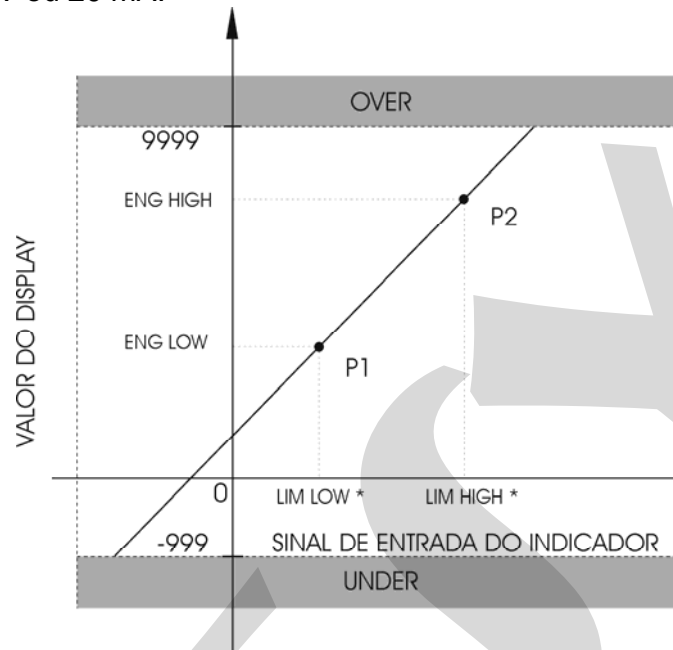 OVER
9999
ENG HIGH
P2
VALOR DO DISPLAY
ENG LOW
P1
0
LIM LOW *
LIM HIGH *
-999
SINAL DE ENTRADA DO INDICADOR
UNDER